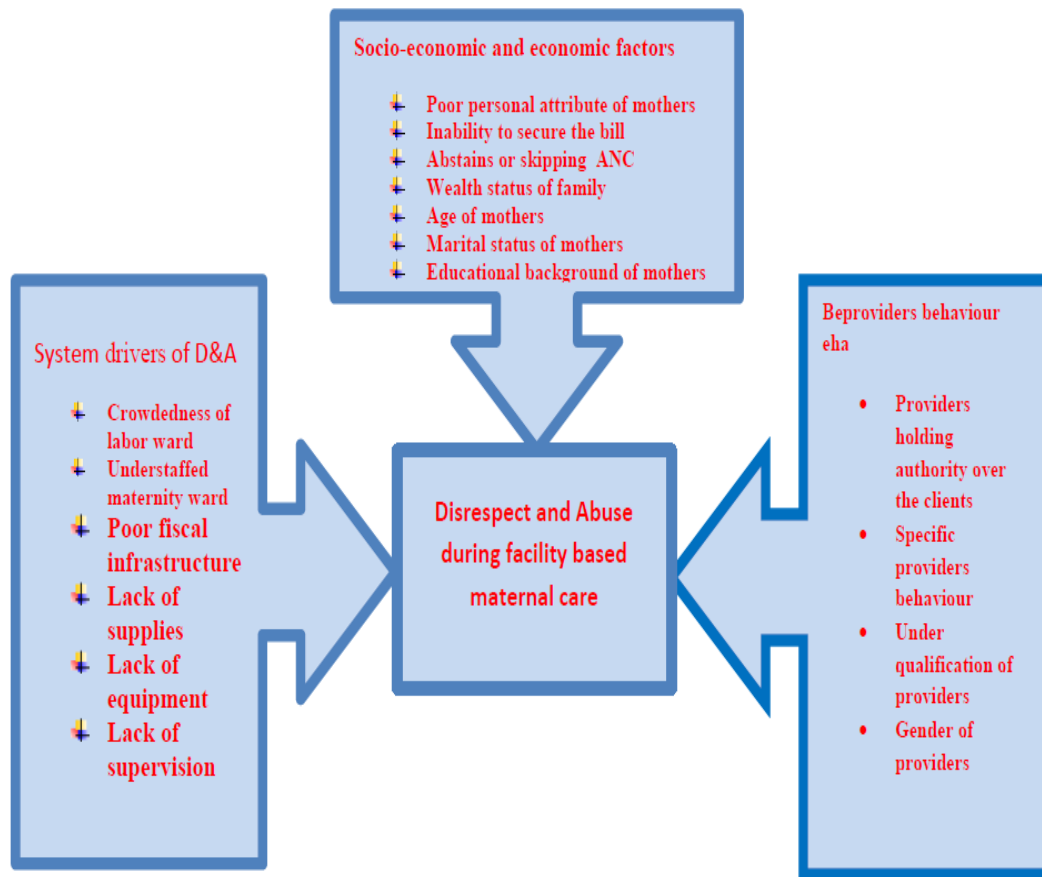 Socio-economic and economic factors
Poor personal attribute of mothers
Inability to secure the bill
Abstains or skipping ANC
Wealth status of family
Age of mothers
Marital status of mothers
Educational background of mothers
System drivers of D&A
Crowdedness of
labor ward
Understaffed
maternity ward
Poor fiscal
infrastructure
Lack of
supplies
Lack of
equipment
Lack of
supervision
Disrespect and Abuse
during facility based
maternal care
Beproviders behaviour
eha
• Providers
holding
authority over
the clients
• Specific
providers
behaviour
• Under
qualification of
providers
• Gender of
providers